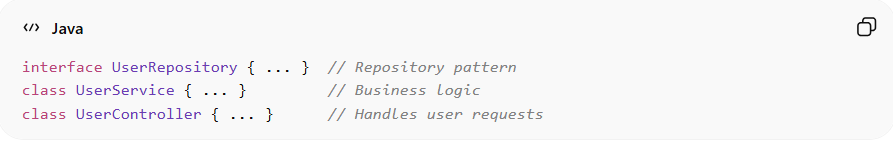 </> Java
interface UserRepository { ... }  // Repository pattern
class UserService { ... }         // Business logic
class UserController { ... }      // Handles user requests